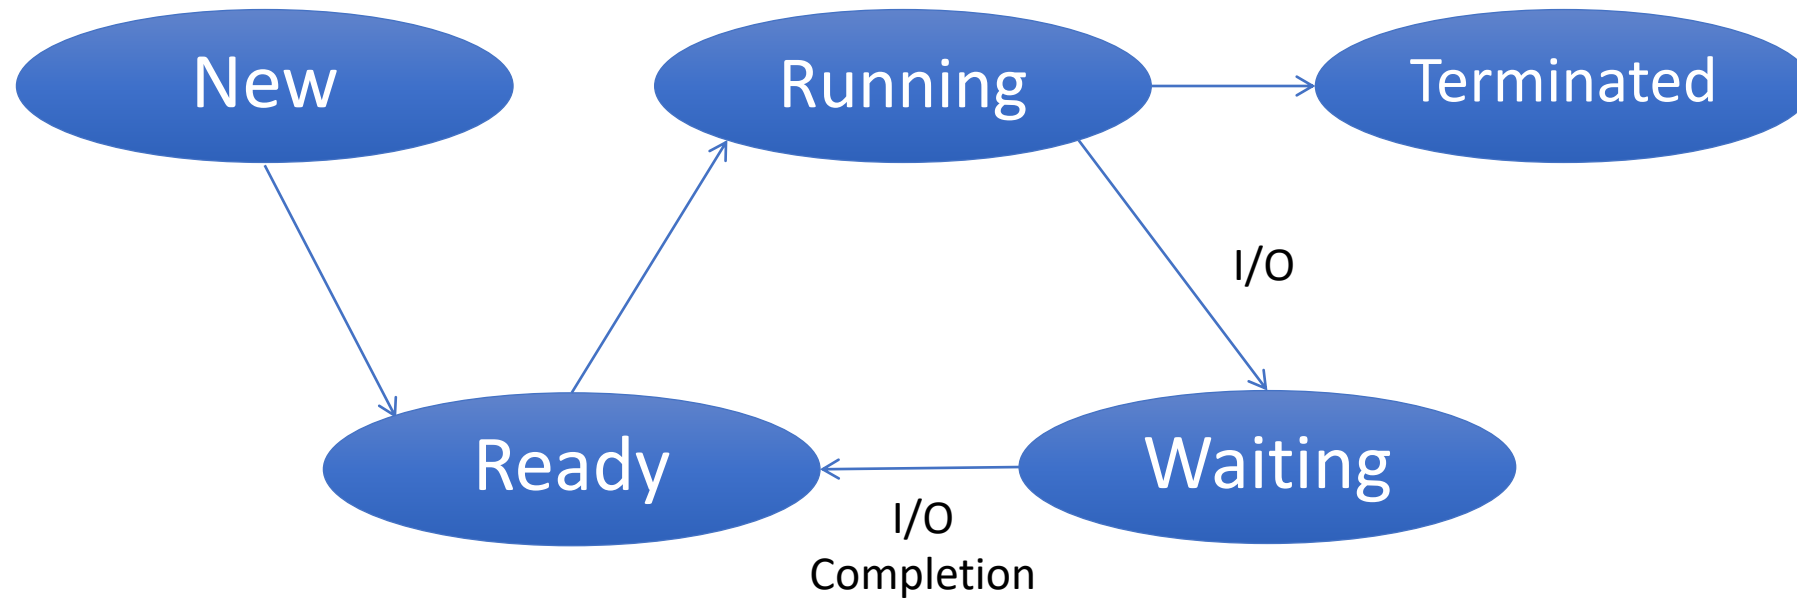 New
Running
Terminated
I/O
Ready
Waiting
I/O
Completion